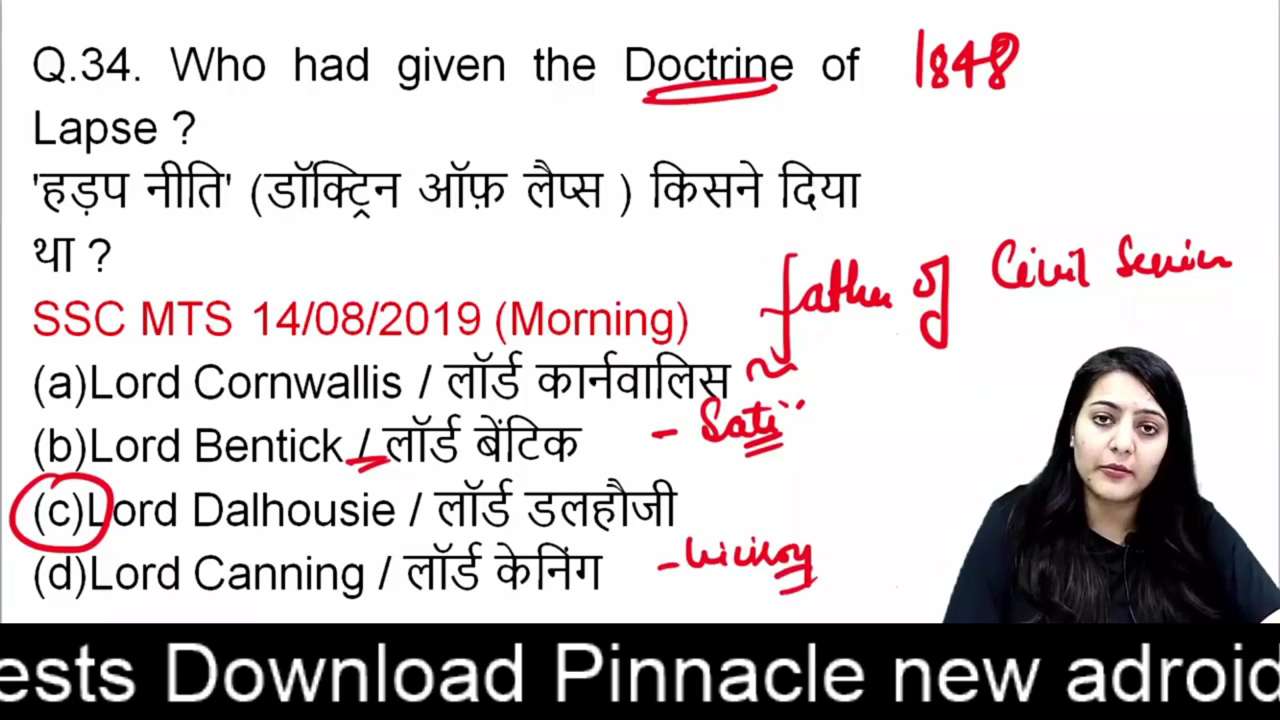 Q.34. Who had given the Doctrine of 1848
Lapse ?
'हड़प नीति' (डॉक्ट्रिन ऑफ़ लैप्स ) किसने दिया
था ?
father of Civil Service
SSC MTS 14/08/2019 (Morning)
(a)Lord Cornwallis / लॉर्ड कार्नवालिस
(b)Lord Bentick / लॉर्ड बेंटिक - Sati
(c)Lord Dalhousie / लॉर्ड डलहौजी
(d)Lord Canning / लॉर्ड केनिंग
ests Download Pinnacle new adroid